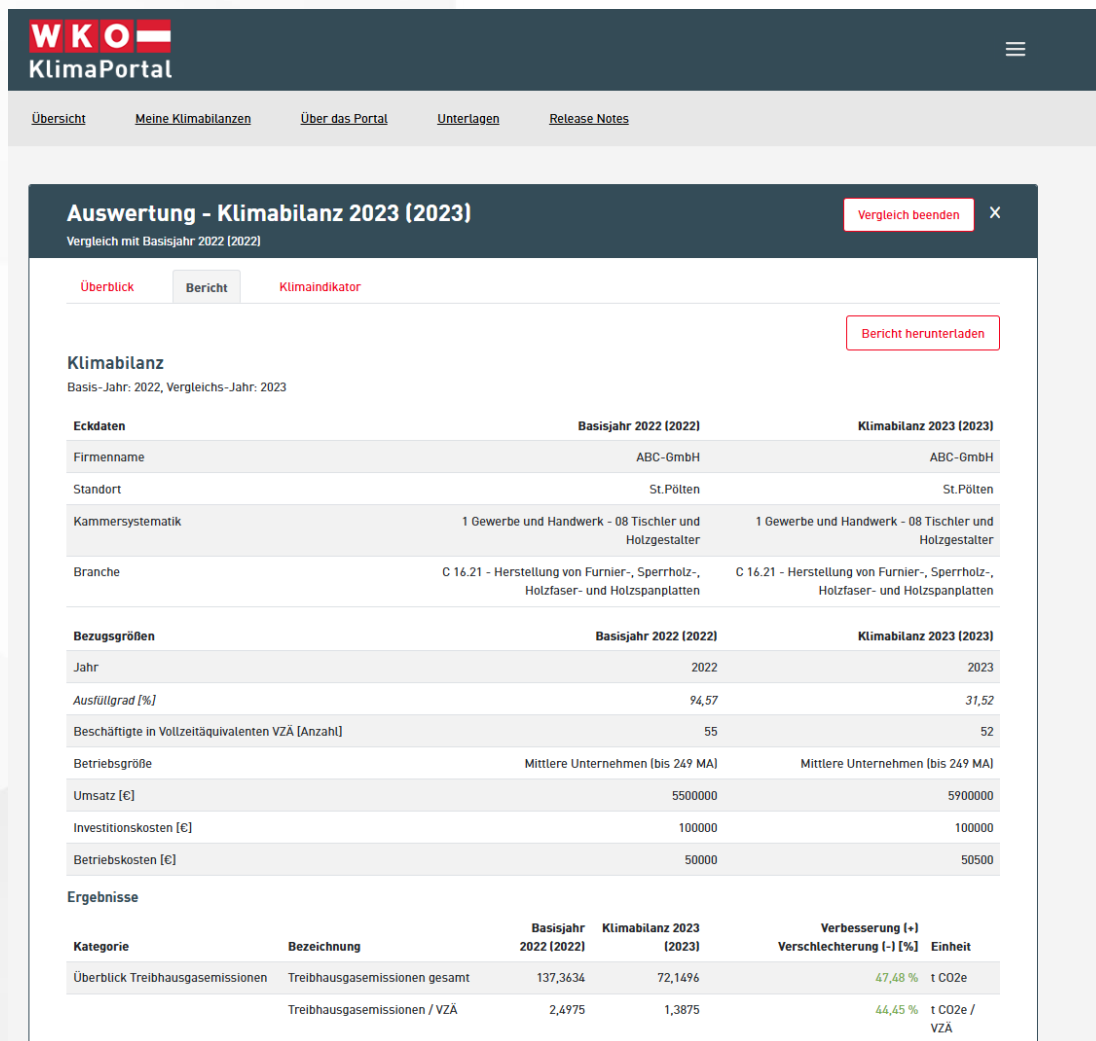 WKO
KlimaPortal
Übersicht Meine Klimabilanzen Über das Portal Unterlagen Release Notes
Auswertung - Klimabilanz 2023 (2023)
Vergleich beenden X
Vergleich mit Basisjahr 2022 (2022)
Überblick Bericht Klimaindikator
Bericht herunterladen
Klimabilanz
Basis-Jahr: 2022, Vergleichs-Jahr: 2023
Eckdaten Basisjahr 2022 (2022) Klimabilanz 2023 (2023)
Firmenname ABC-GmbH ABC-GmbH
Standort St.Pölten St.Pölten
Kammersystematik 1 Gewerbe und Handwerk - 08 Tischler und 1 Gewerbe und Handwerk - 08 Tischler und
Holzgestalter Holzgestalter
Branche C 16.21 - Herstellung von Furnier-, Sperrholz-, C 16.21 - Herstellung von Furnier-, Sperrholz-,
Holzfaser- und Holzspanplatten Holzfaser- und Holzspanplatten
Bezugsgrößen Basisjahr 2022 (2022) Klimabilanz 2023 (2023)
Jahr 2022 2023
Ausfüllgrad [%] 94,57 31,52
Beschäftigte in Vollzeitäquivalenten VZÄ [Anzahl] 55 52
Betriebsgröße Mittlere Unternehmen (bis 249 MA) Mittlere Unternehmen (bis 249 MA)
Umsatz [€] 5500000 5900000
Investitionskosten [€] 100000 100000
Betriebskosten [€] 50000 50500
Ergebnisse
Basisjahr Klimabilanz 2023 Verbesserung (+)
Kategorie Bezeichnung 2022 (2022) (2023) Verschlechterung (-) [%] Einheit
Überblick Treibhausgasemissionen Treibhausgasemissionen gesamt 137,3634 72,1496 47,48 % t CO2e
Treibhausgasemissionen / VZÄ 2,4975 1,3875 44,45 % t CO2e /
VZÄ